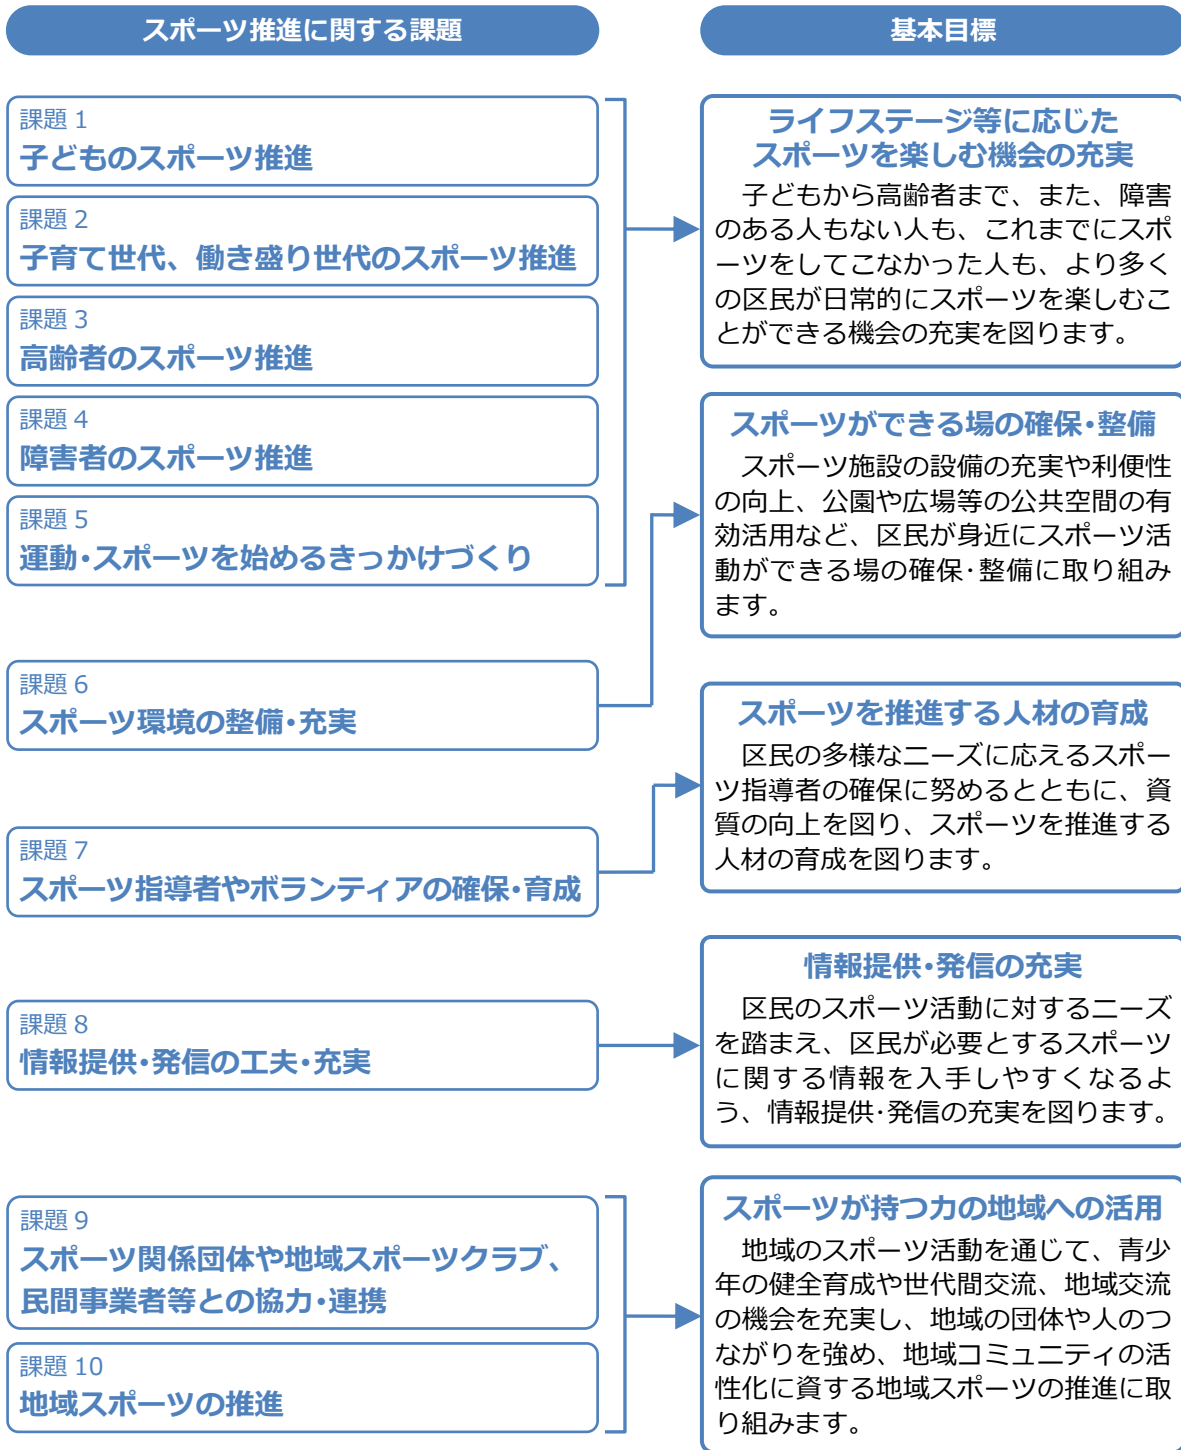 スポーツ推進に関する課題
基本目標
課題 1
子どものスポーツ推進
課題 2
子育て世代、働き盛り世代のスポーツ推進
課題 3
高齢者のスポーツ推進
課題 4
障害者のスポーツ推進
課題 5
運動・スポーツを始めるきっかけづくり
ライフステージ等に応じた
スポーツを楽しむ機会の充実
子どもから高齢者まで、また、障害
のある人もない人も、これまでにスポ
ーツをしてこなかった人も、より多く
の区民が日常的にスポーツを楽しむこ
とができる機会の充実を図ります。
課題 6
スポーツ環境の整備・充実
スポーツができる場の確保・整備
スポーツ施設の設備の充実や利便性
の向上、公園や広場等の公共空間の有
効活用など、区民が身近にスポーツ活
動ができる場の確保・整備に取り組み
ます。
課題 7
スポーツ指導者やボランティアの確保・育成
スポーツを推進する人材の育成
区民の多様なニーズに応えるスポー
ツ指導者の確保に努めるとともに、資
質の向上を図り、スポーツを推進する
人材の育成を図ります。
課題 8
情報提供・発信の工夫・充実
情報提供・発信の充実
区民のスポーツ活動に対するニーズ
を踏まえ、区民が必要とするスポーツ
に関する情報を入手しやすくなるよ
う、情報提供・発信の充実を図ります。
課題 9
スポーツ関係団体や地域スポーツクラブ、
民間事業者等との協力・連携
課題 10
地域スポーツの推進
スポーツが持つ力の地域への活用
地域のスポーツ活動を通じて、青少
年の健全育成や世代間交流、地域交流
の機会を充実し、地域の団体や人のつ
ながりを強め、地域コミュニティの活
性化に資する地域スポーツの推進に取
り組みます。